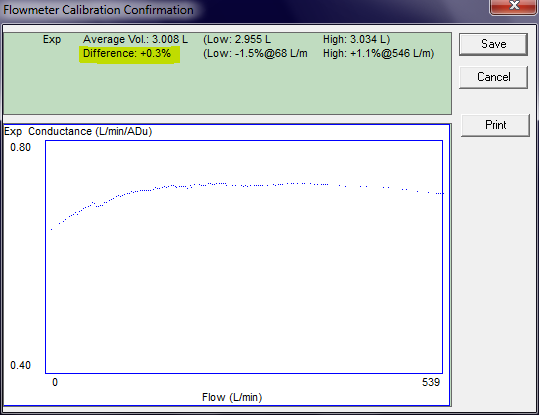 Flowmeter Calibration Confirmation
Exp Average Vol.: 3.008 L (Low: 2.955 L High: 3.034 L)
Difference: +0.3% (Low: -1.5%@68 L/m High: +1.1%@546 L/m)
Save
Cancel
Print
Exp Conductance (L/min/ADu)
0.80
0.40
0 539
Flow (L/min)